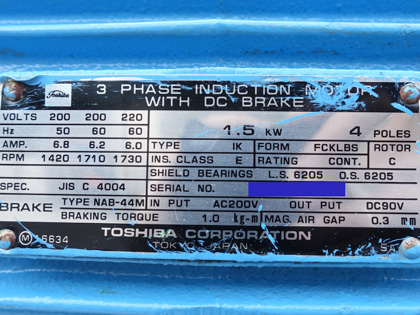 Toshiba 3 PHASE INDUCTION MOTOR
WITH DC BRAKE
VOLTS 200 200 220
Hz 50 60 60 1.5 KW 4 POLES
AMP. 6.8 6.2 6.0 TYPE IK FORM FCKLBS ROTOR
RPM 1420 1710 1730 INS. CLASS E RATING CONT. C
SHIELD BEARINGS L.S. 6205 O.S. 6205
SPEC. JIS C 4004 SERIAL NO.
BRAKE TYPE NAB-44M IN PUT AC200V OUT PUT DC90V
BRAKING TORQUE 1.0 kg-m MAG. AIR GAP 0.3 mm
M 6634 TOSHIBA CORPORATION
TOKYO JAPAN